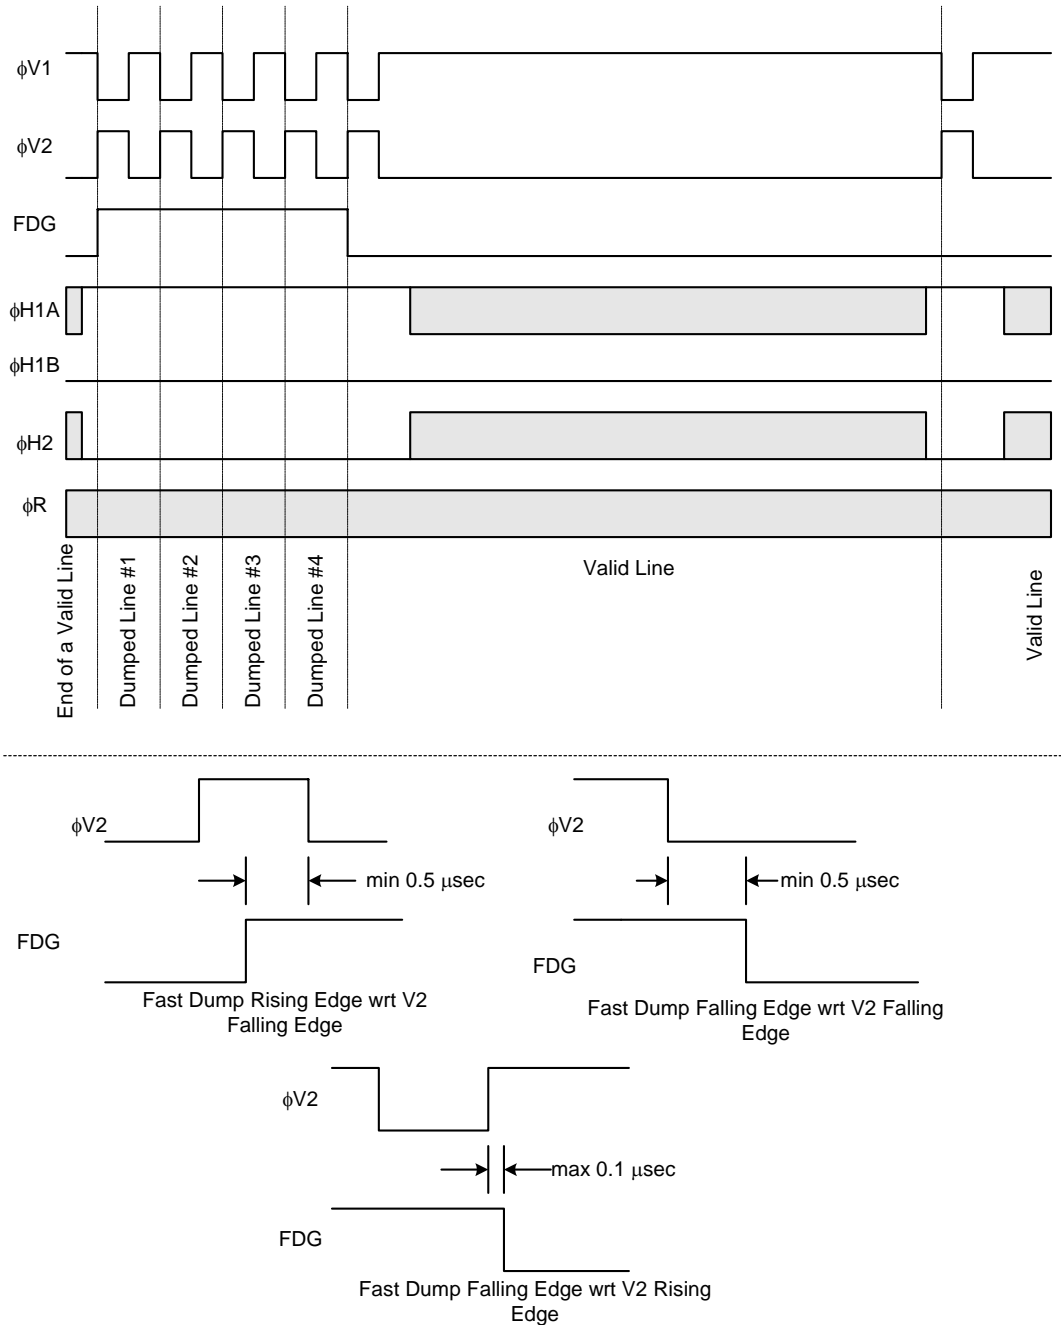 ϕV1
ϕV2
FDG
ϕH1A
ϕH1B
ϕH2
ϕR
End of a Valid Line
Dumped Line #1
Dumped Line #2
Dumped Line #3
Dumped Line #4
Valid Line
Valid Line
ϕV2
min 0.5 μsec
FDG
Fast Dump Rising Edge wrt V2
Falling Edge
ϕV2
min 0.5 μsec
FDG
Fast Dump Falling Edge wrt V2 Falling
Edge
ϕV2
max 0.1 μsec
FDG
Fast Dump Falling Edge wrt V2 Rising
Edge